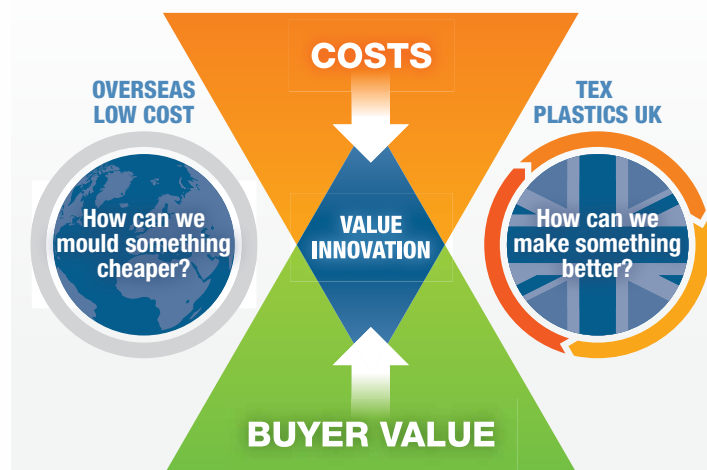 COSTS
OVERSEAS
LOW COST
TEX
PLASTICS UK
How can we
mould something
cheaper?
VALUE
INNOVATION
How can we
make something
better?
BUYER VALUE